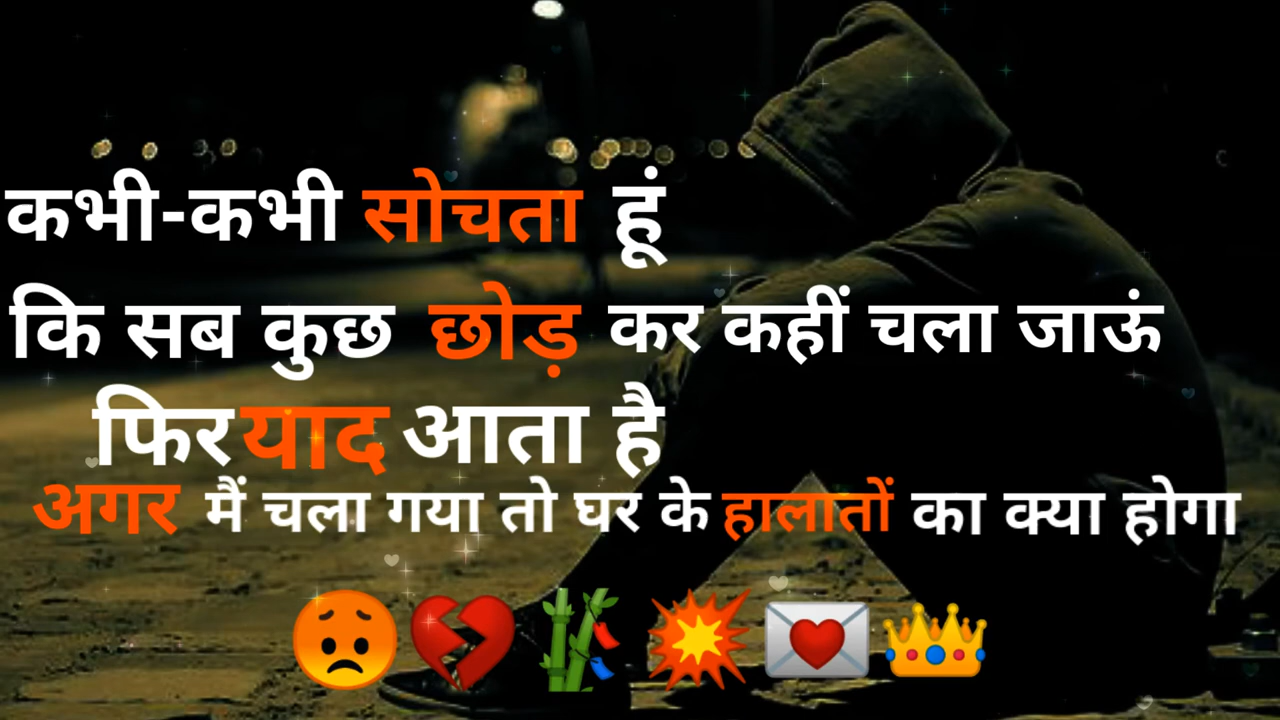 कभी-कभी सोचता हूं
कि सब कुछ छोड़ कर कहीं चला जाऊं
फिर याद आता है
अगर मैं चला गया तो घर के हालातों का क्या होगा